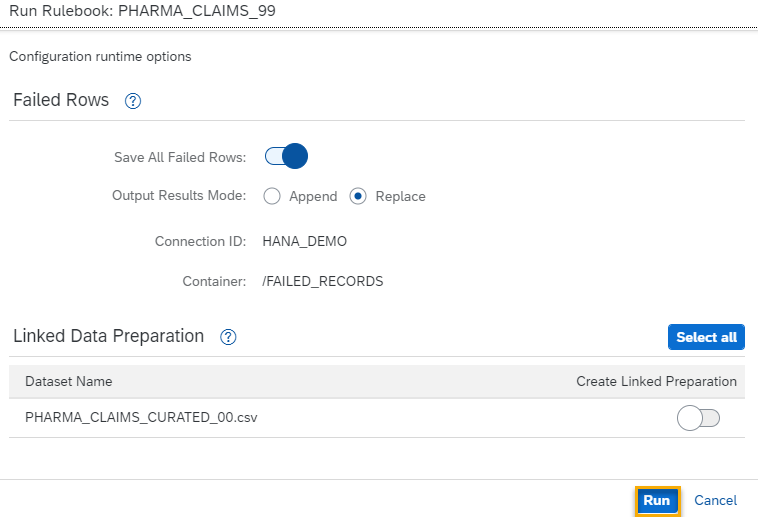 Run Rulebook: PHARMA_CLAIMS_99
Configuration runtime options
Failed Rows ?
Save All Failed Rows:
Output Results Mode: Append Replace
Connection ID: HANA_DEMO
Container: /FAILED_RECORDS
Linked Data Preparation ? Select all
Dataset Name Create Linked Preparation
PHARMA_CLAIMS_CURATED_00.csv
Run Cancel